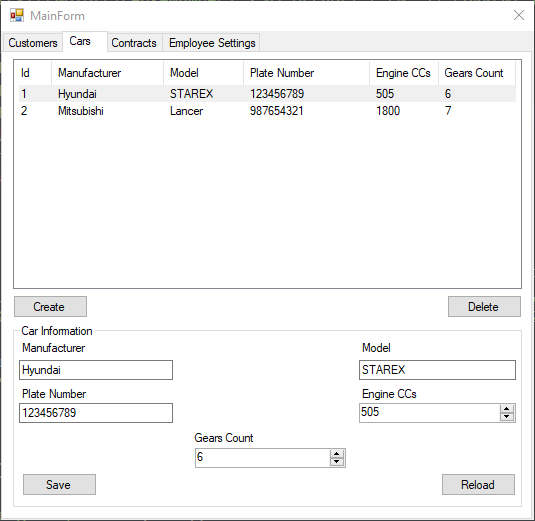 MainForm
Customers Cars Contracts Employee Settings
Id Manufacturer Model Plate Number Engine CCs Gears Count
1 Hyundai STAREX 123456789 505 6
2 Mitsubishi Lancer 987654321 1800 7
Create Delete
Car Information
Manufacturer Model
Hyundai STAREX
Plate Number Engine CCs
123456789 505
Gears Count
6
Save Reload